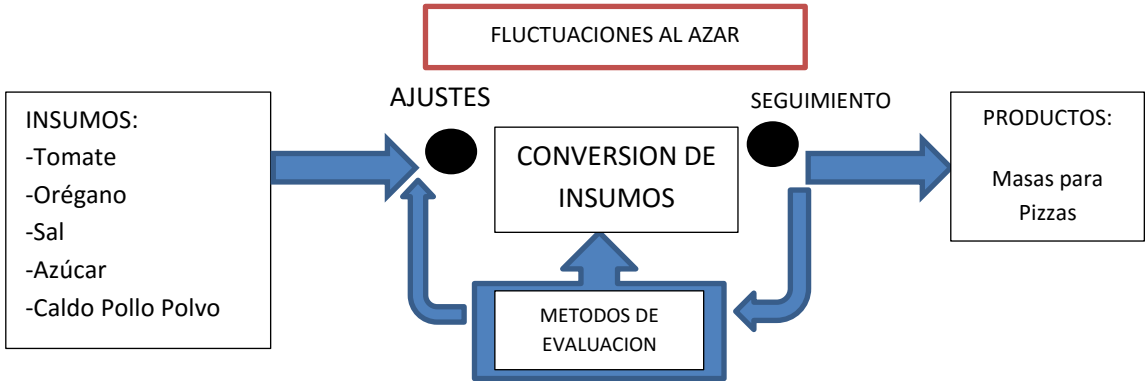 FLUCTUACIONES AL AZAR
INSUMOS:
-Tomate
-Orégano
-Sal
-Azúcar
-Caldo Pollo Polvo
AJUSTES
CONVERSION DE
INSUMOS
METODOS DE
EVALUACION
SEGUIMIENTO
PRODUCTOS:
Masas para
Pizzas